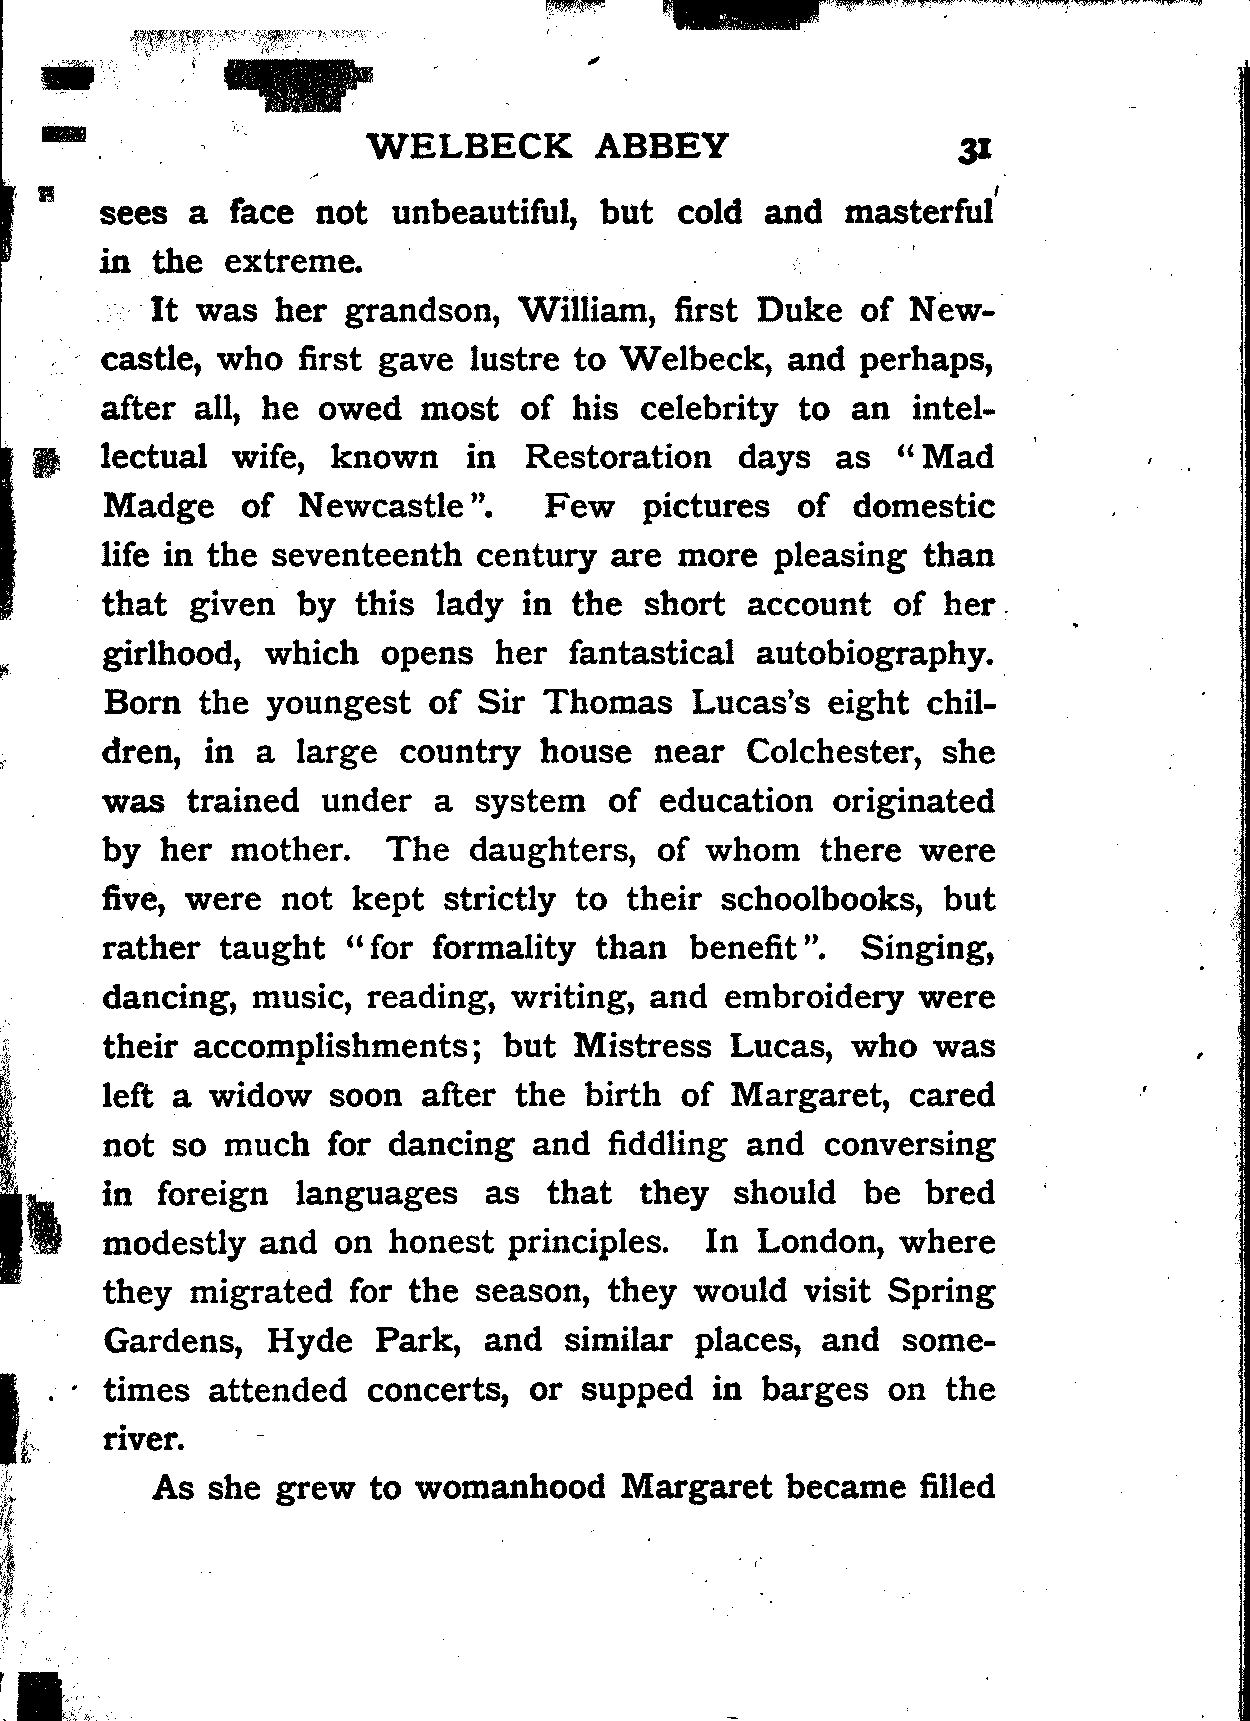 WELBECK ABBEY 31
sees a face not unbeautiful, but cold and masterful
in the extreme.
It was her grandson, William, first Duke of New-
castle, who first gave lustre to Welbeck, and perhaps,
after all, he owed most of his celebrity to an intel-
lectual wife, known in Restoration days as “Mad
Madge of Newcastle”. Few pictures of domestic
life in the seventeenth century are more pleasing than
that given by this lady in the short account of her
girlhood, which opens her fantastical autobiography.
Born the youngest of Sir Thomas Lucas’s eight chil-
dren, in a large country house near Colchester, she
was trained under a system of education originated
by her mother. The daughters, of whom there were
five, were not kept strictly to their schoolbooks, but
rather taught “for formality than benefit”. Singing,
dancing, music, reading, writing, and embroidery were
their accomplishments; but Mistress Lucas, who was
left a widow soon after the birth of Margaret, cared
not so much for dancing and fiddling and conversing
in foreign languages as that they should be bred
modestly and on honest principles. In London, where
they migrated for the season, they would visit Spring
Gardens, Hyde Park, and similar places, and some-
times attended concerts, or supped in barges on the
river.
As she grew to womanhood Margaret became filled